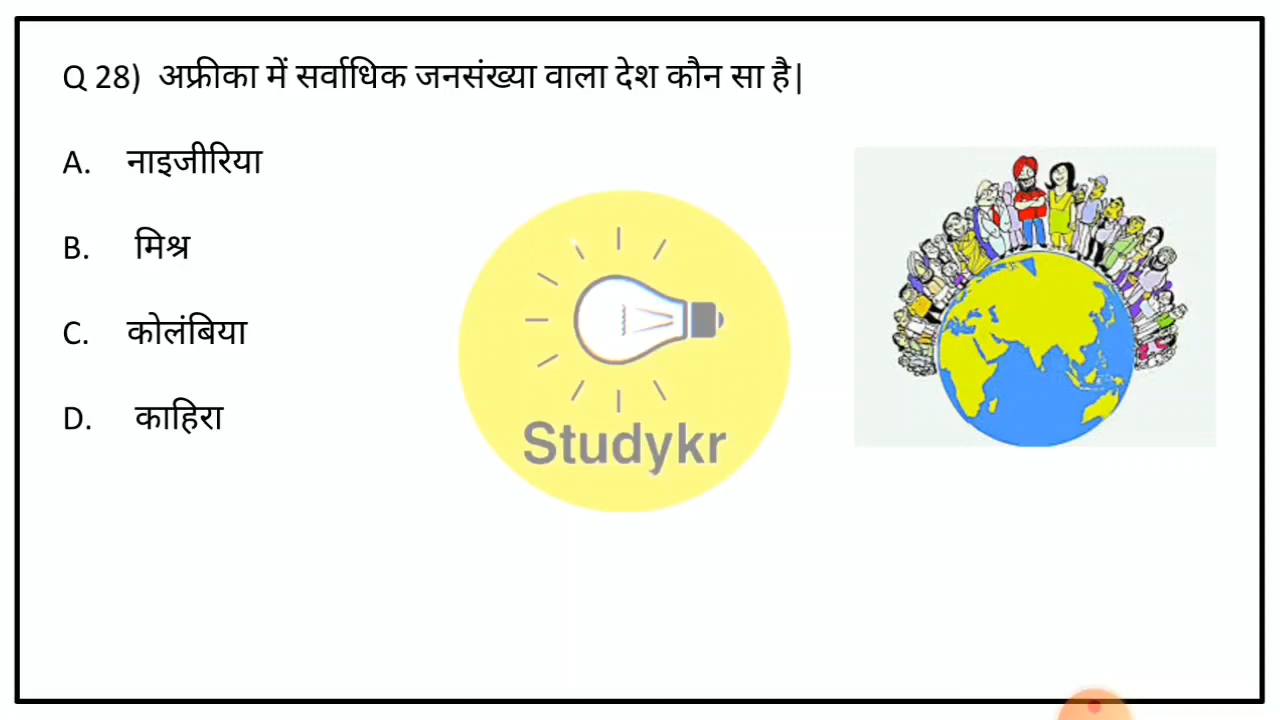 Q 28) अफ्रीका में सर्वाधिक जनसंख्या वाला देश कौन सा है|
A. नाइजीरिया
B. मिश्र
C. कोलंबिया
D. काहिरा
Studykr